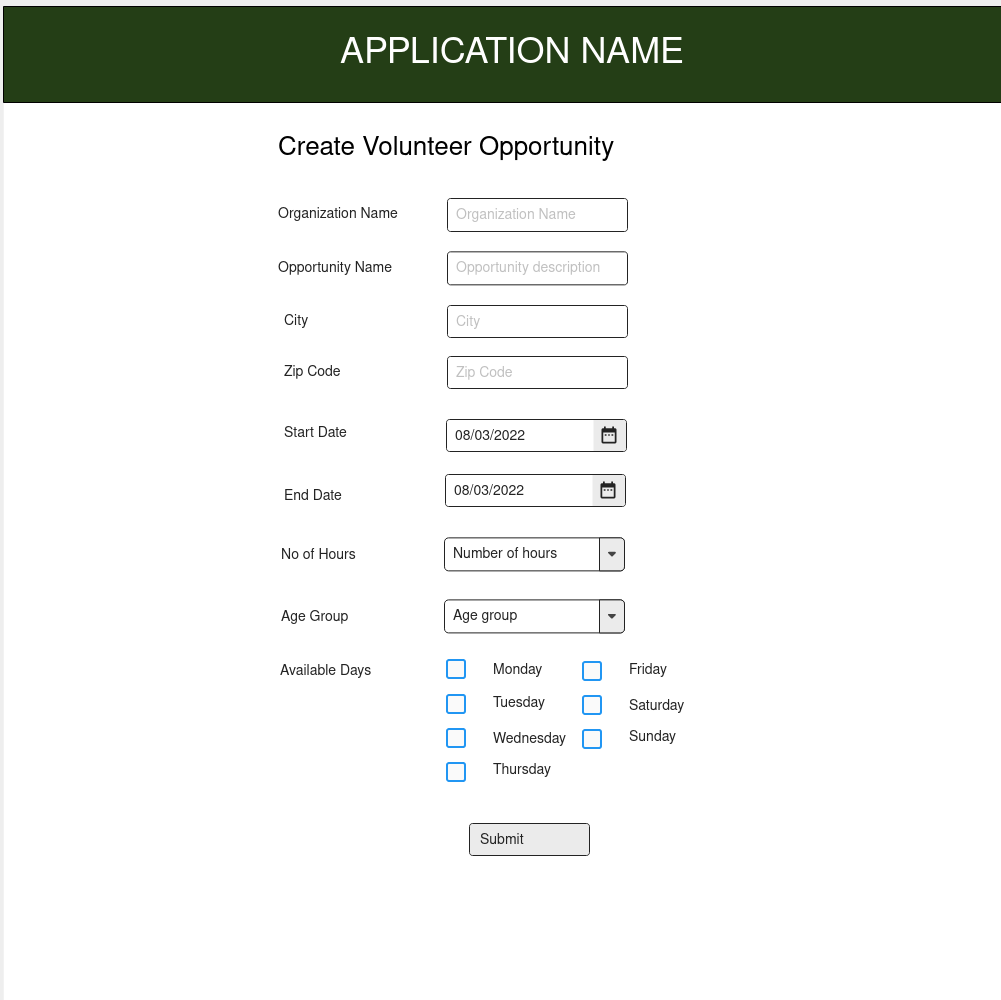 APPLICATION NAME
Create Volunteer Opportunity
Organization Name Organization Name
Opportunity Name Opportunity description
City City
Zip Code Zip Code
Start Date 08/03/2022
End Date 08/03/2022
No of Hours Number of hours
Age Group Age group
Available Days Monday Friday
Tuesday Saturday
Wednesday Sunday
Thursday
Submit